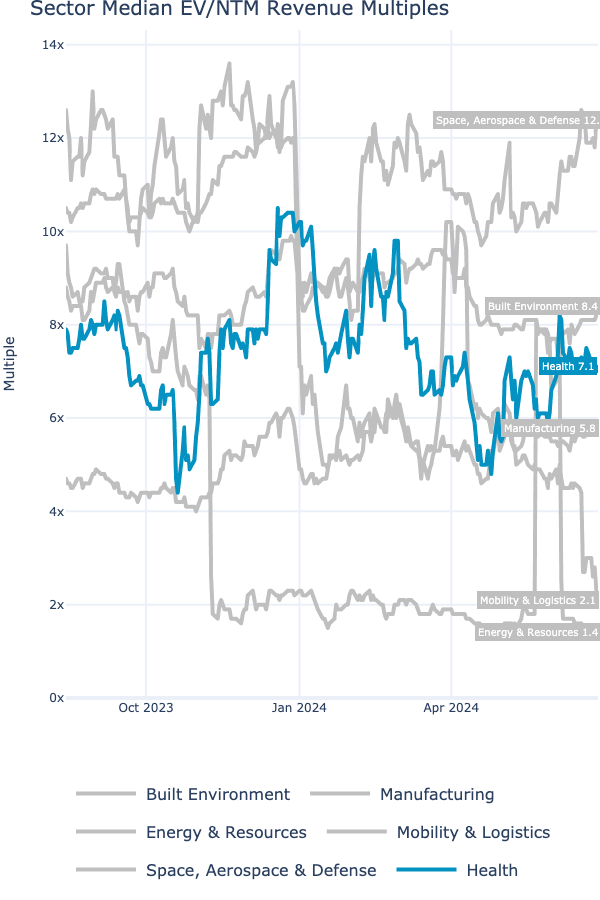 Sector Median EV/NTM Revenue Multiples
14x
12x
10x
8x
6x
4x
2x
0x
Multiple
Space, Aerospace & Defense 12.
Built Environment 8.4
Health 7.1
Manufacturing 5.8
Mobility & Logistics 2.1
Energy & Resources 1.4
Oct 2023
Jan 2024
Apr 2024
Built Environment
Manufacturing
Energy & Resources
Mobility & Logistics
Space, Aerospace & Defense
Health